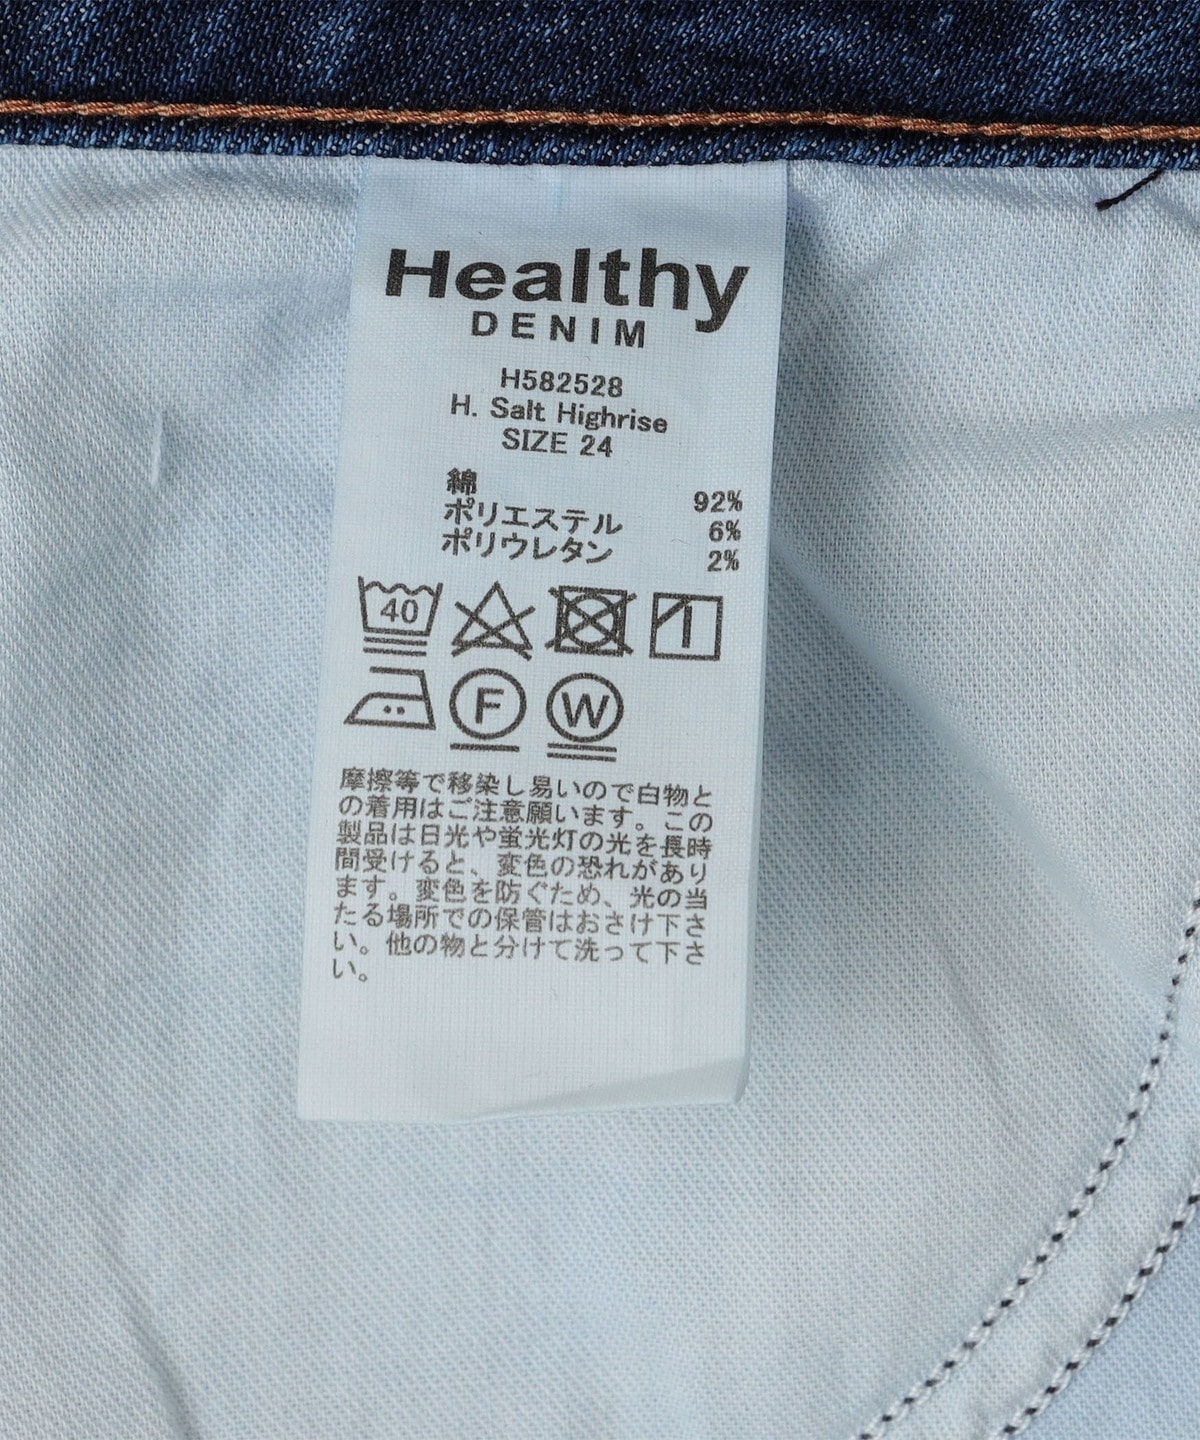 Healthy
DENIM
H582528
H. Salt Highrise
SIZE 24
綿 92%
ポリエステル 6%
ポリウレタン 2%
40
F W
摩擦等で移染し易いので白物と
の着用はご注意願います。この
製品は日光や蛍光灯の光を長時
間受けると、変色の恐れがあり
ます。変色を防ぐため、光の当
たる場所での保管はおさけ下さ
い。他の物と分けて洗って下さ
い。